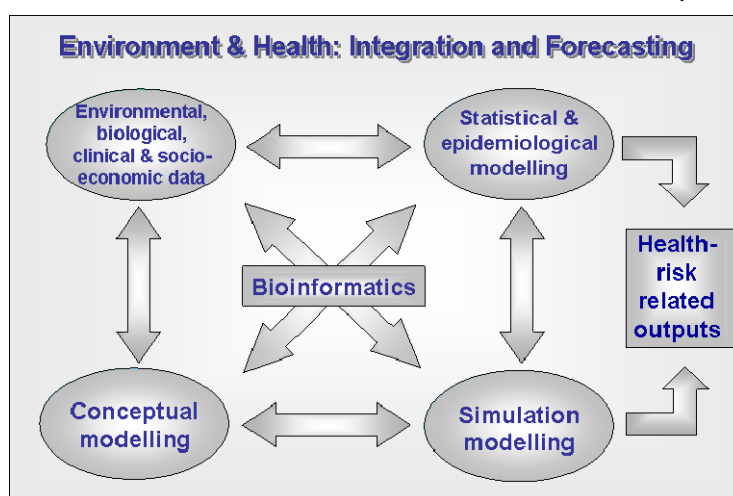 Environment & Health: Integration and Forecasting
Environmental,
biological,
clinical & socio-
economic data
Statistical &
epidemiological
modelling
Health-
risk
related
outputs
Bioinformatics
Conceptual
modelling
Simulation
modelling